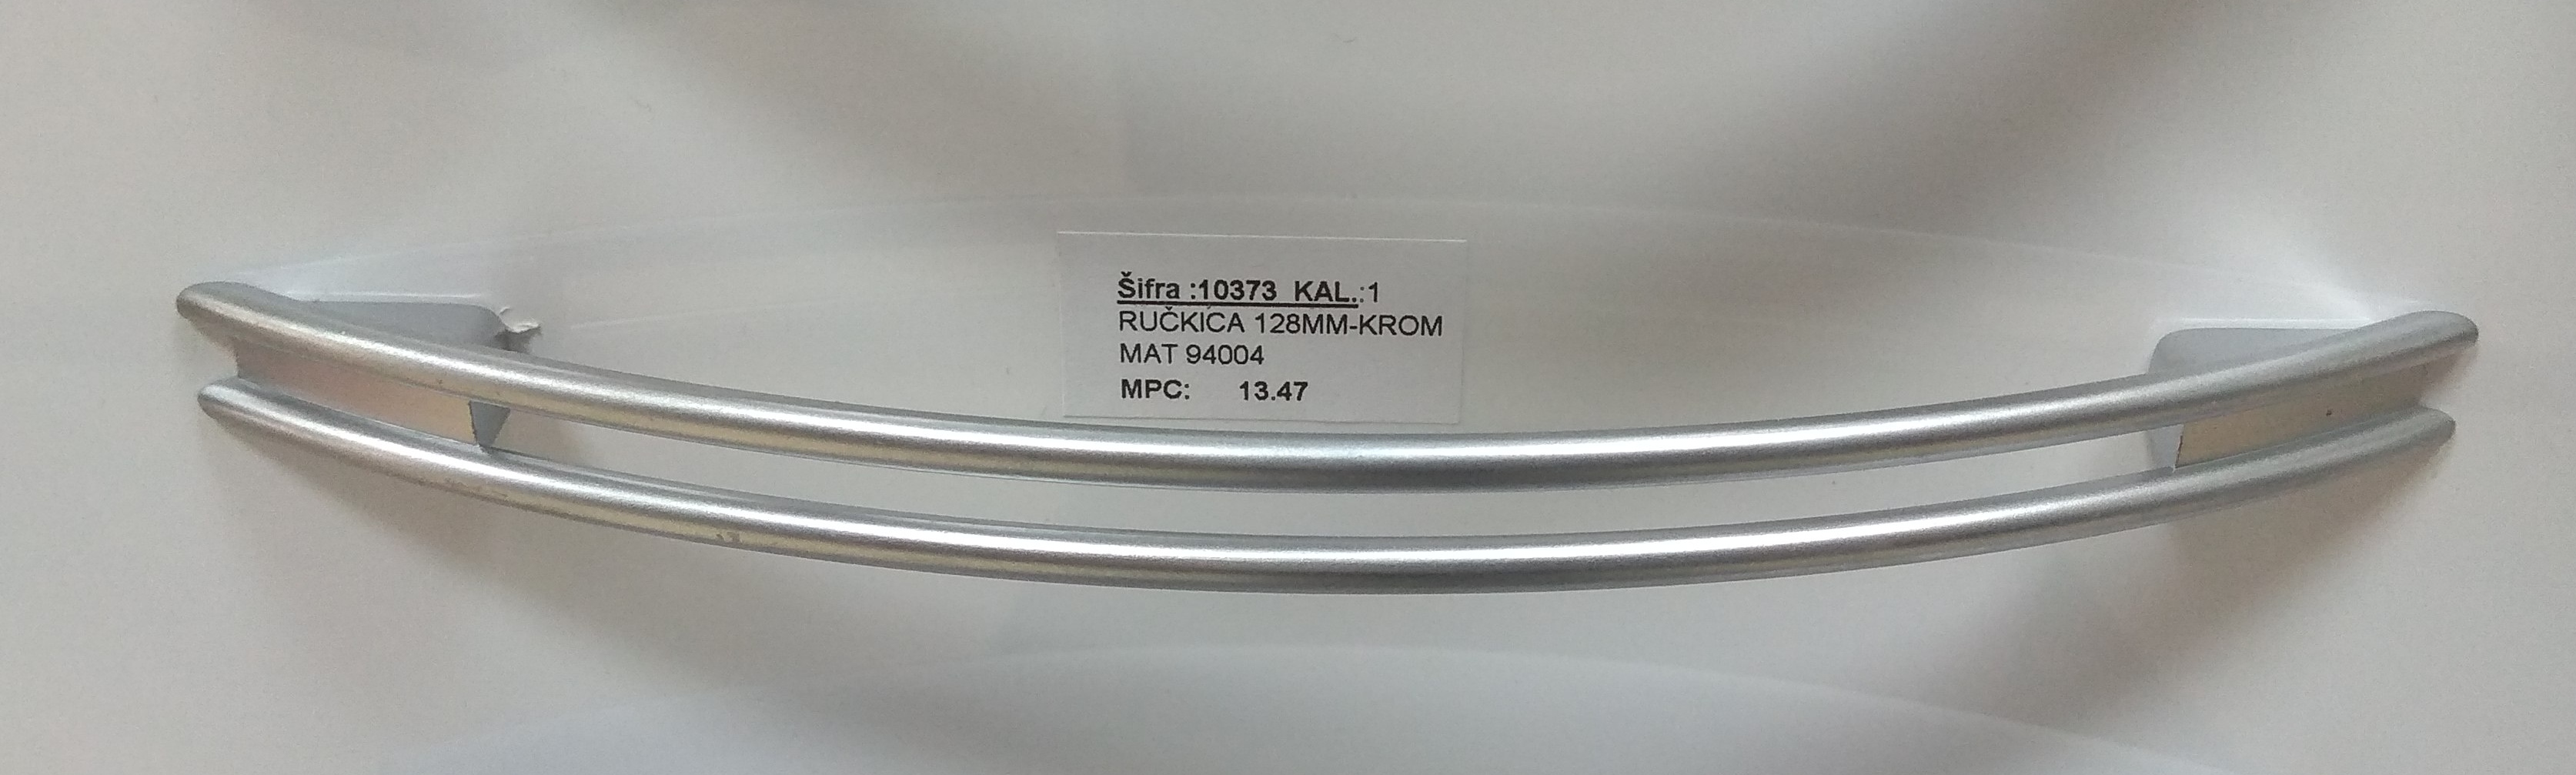 Šifra :10373 KAL.:1
RUČKICA 128MM-KROM
MAT 94004
MPC: 13.47